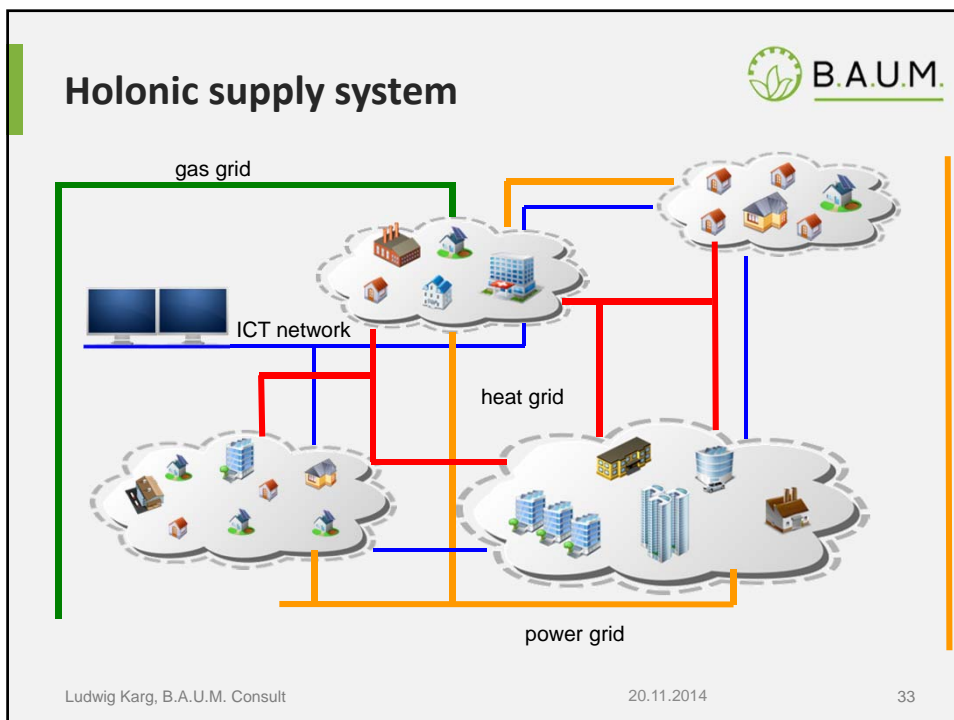 Holonic supply system
B.A.U.M.
gas grid
ICT network
heat grid
power grid
Ludwig Karg, B.A.U.M. Consult
20.11.2014
33